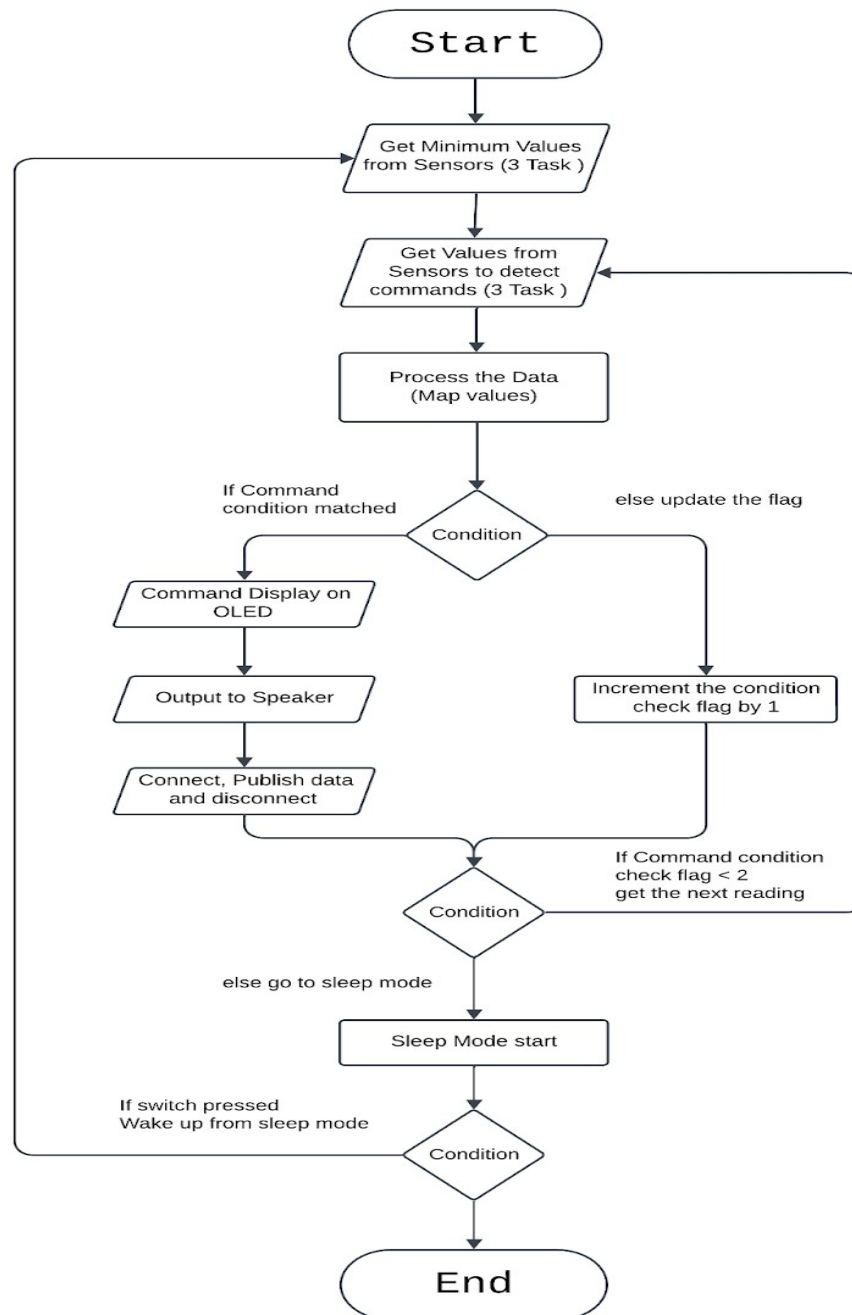 Start
Get Minimum Values
from Sensors (3 Task )
Get Values from
Sensors to detect
commands (3 Task )
Process the Data
(Map values)
If Command
condition matched
Condition
else update the flag
Command Display on
OLED
Output to Speaker
Increment the condition
check flag by 1
Connect, Publish data
and disconnect
If Command condition
check flag < 2
get the next reading
Condition
else go to sleep mode
Sleep Mode start
If switch pressed
Wake up from sleep mode
Condition
End